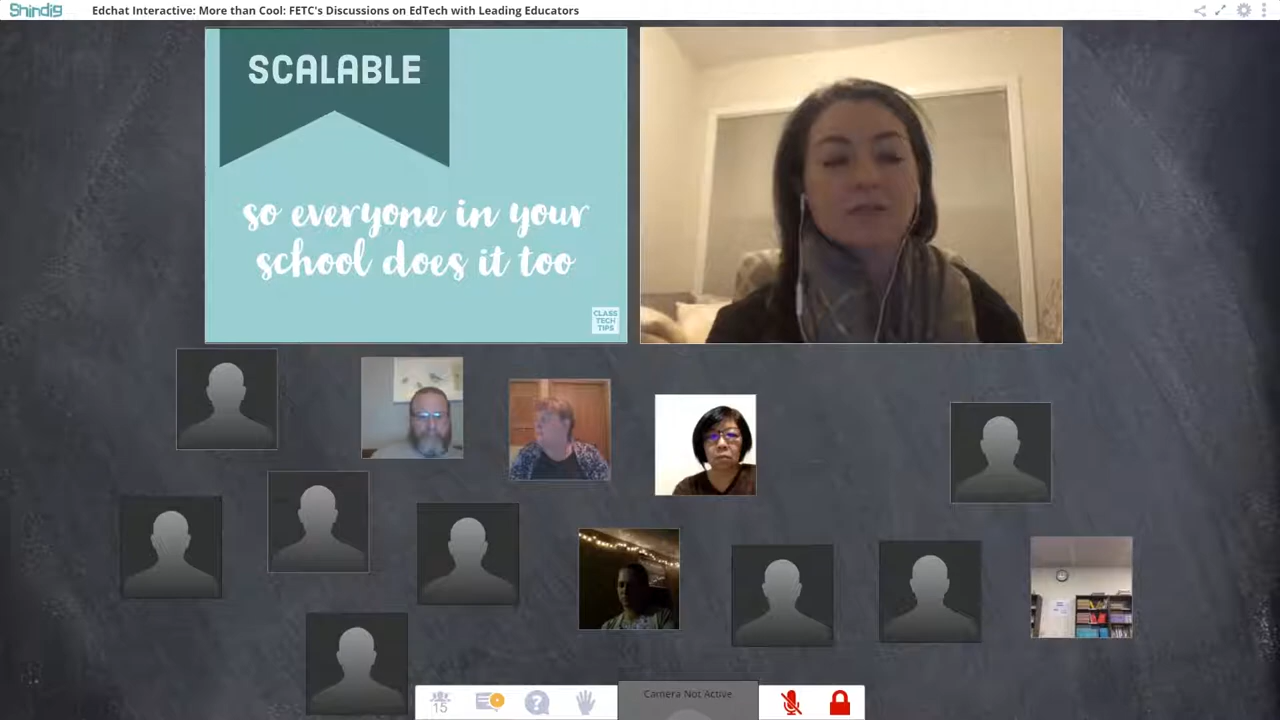 Shindig
Edchat Interactive: More than Cool: FETC's Discussions on EdTech with Leading Educators
SCALABLE
so everyone in your
school does it too
CLASS
TECH
TIPS
15
Camera Not Active